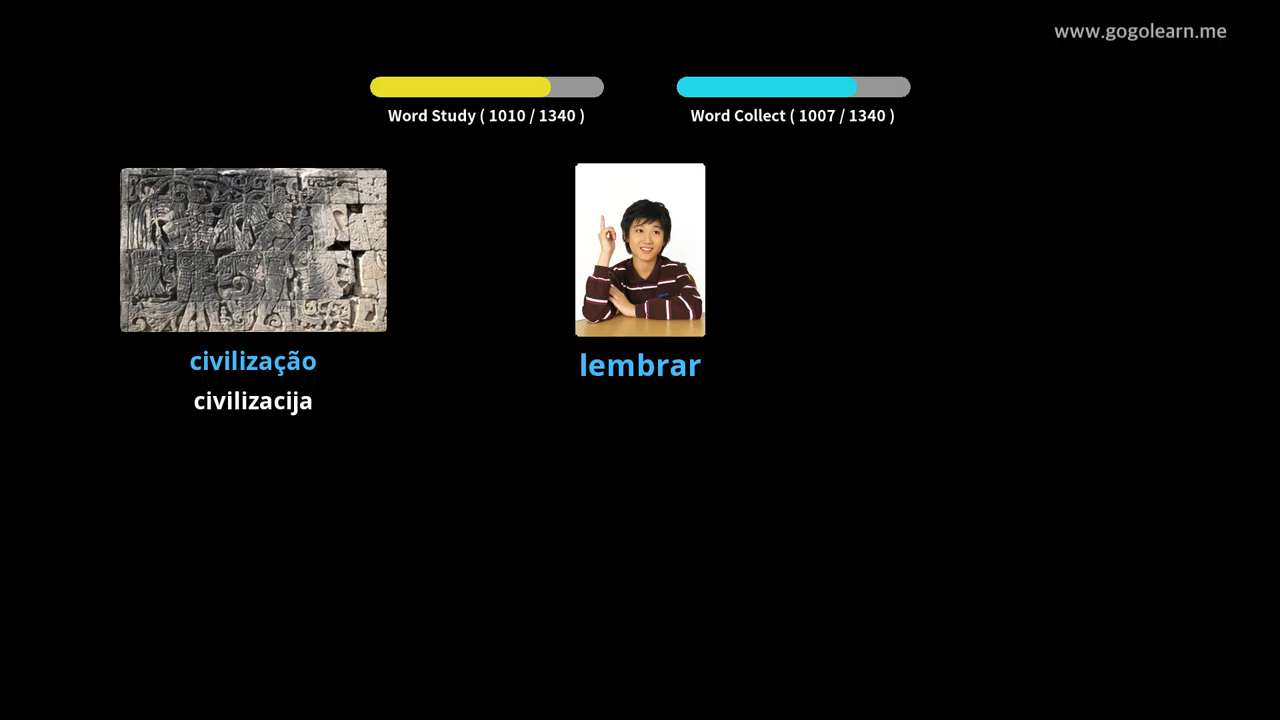 www.gogolearn.me
Word Study ( 1010 / 1340 )
Word Collect ( 1007 / 1340 )
civilização
civilizacija
lembrar